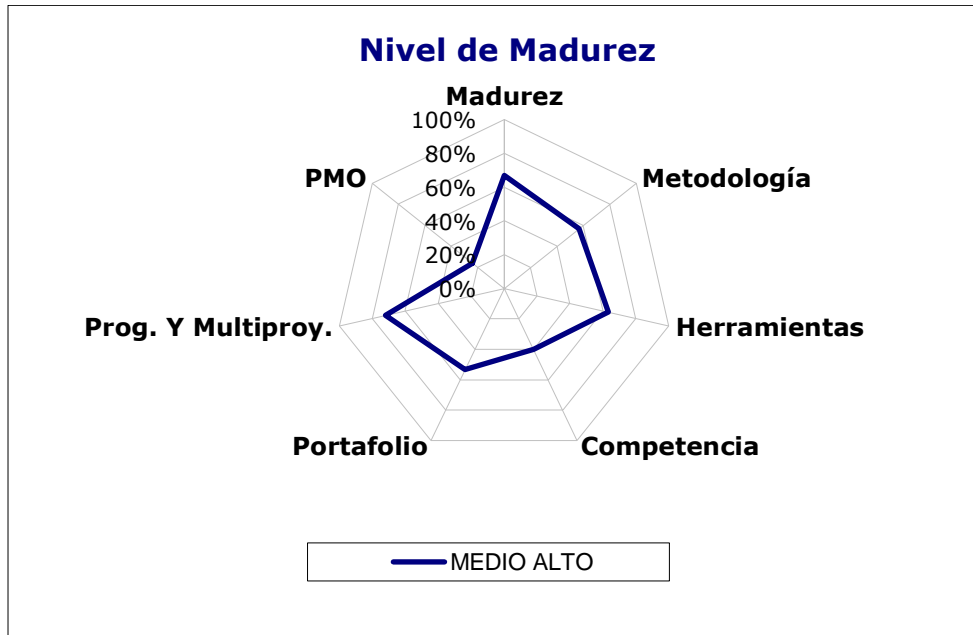 Nivel de Madurez
Madurez
100%
80%
60%
40%
20%
0%
PMO
Metodología
Prog. Y Multiproy.
Herramientas
Portafolio
Competencia
MEDIO ALTO